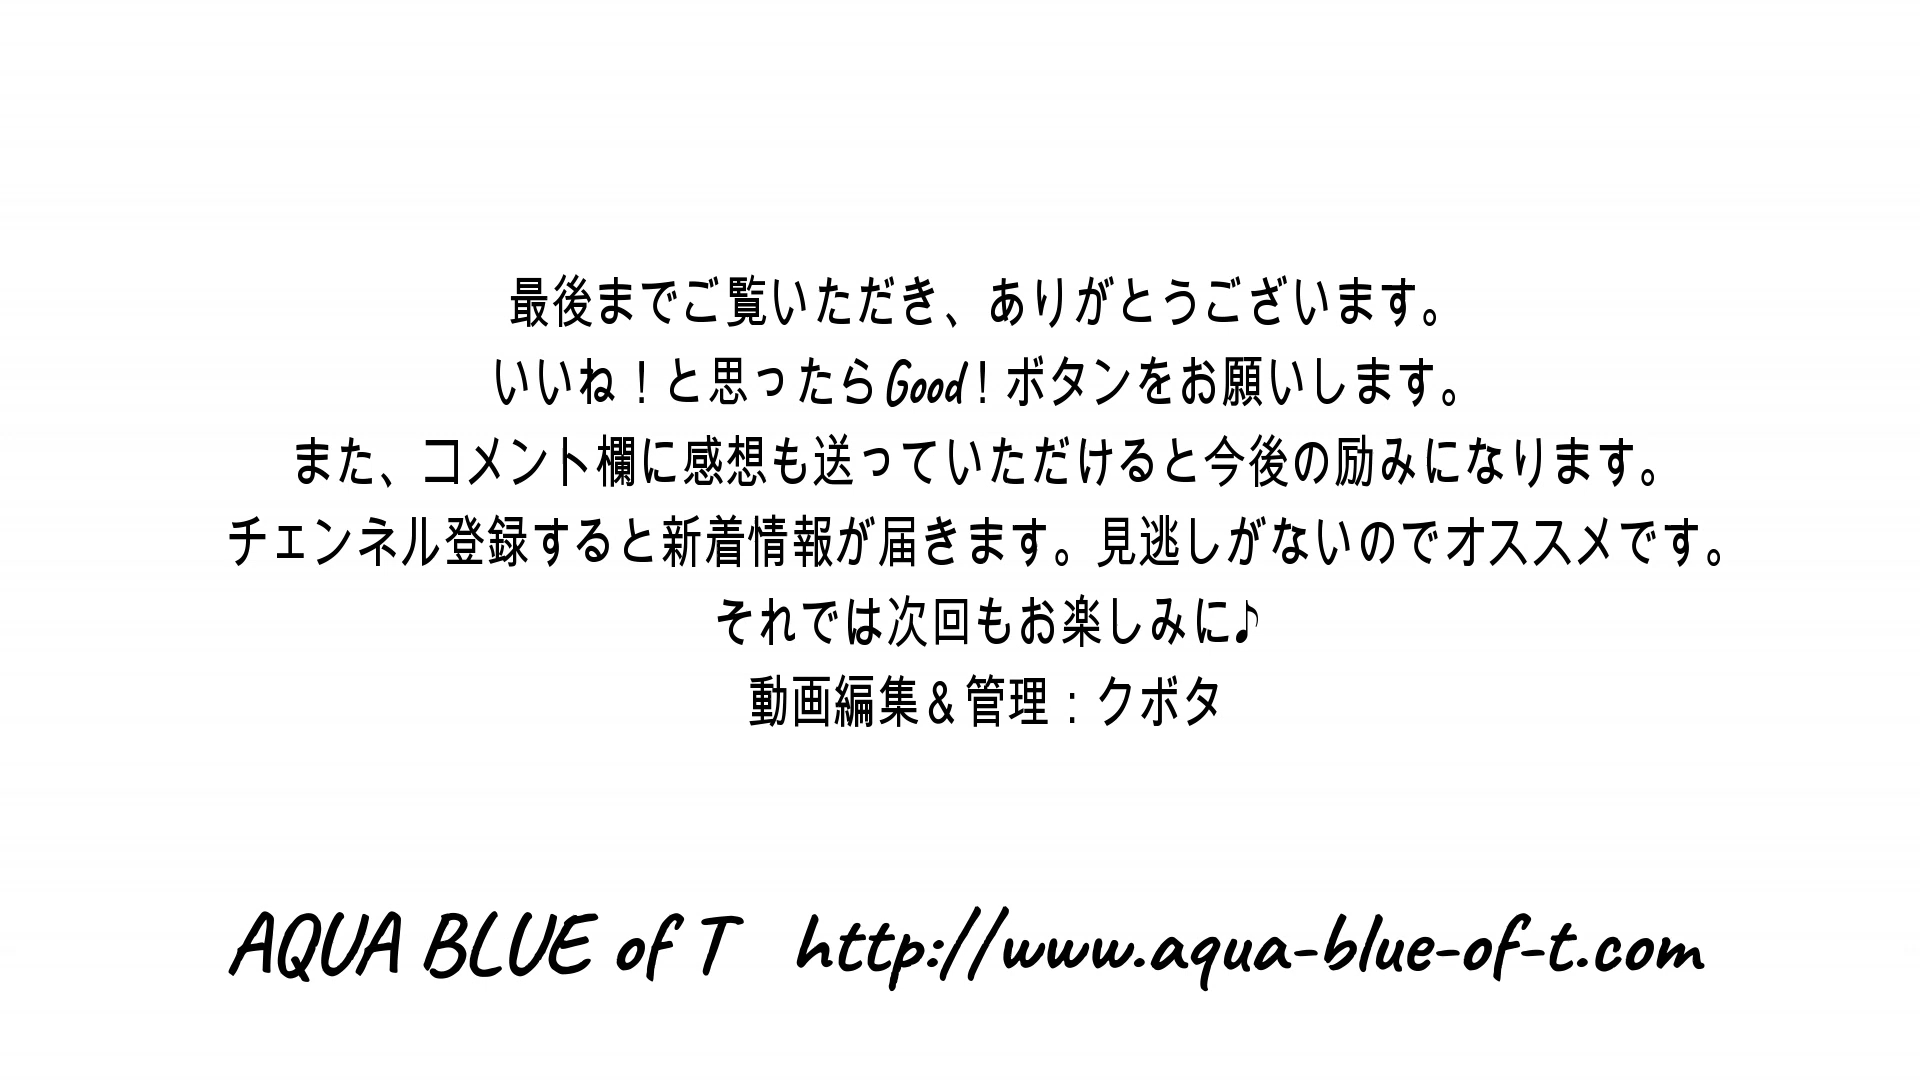 最後までご覧いただき、ありがとうございます。
いいね！と思ったらGood！ボタンをお願いします。
また、コメント欄に感想も送っていただけると今後の励みになります。
チェンネル登録すると新着情報が届きます。見逃しがないのでオススメです。
それでは次回もお楽しみに♪
動画編集＆管理：クボタ
AQUA BLUE of T http://www.aqua-blue-of-t.com